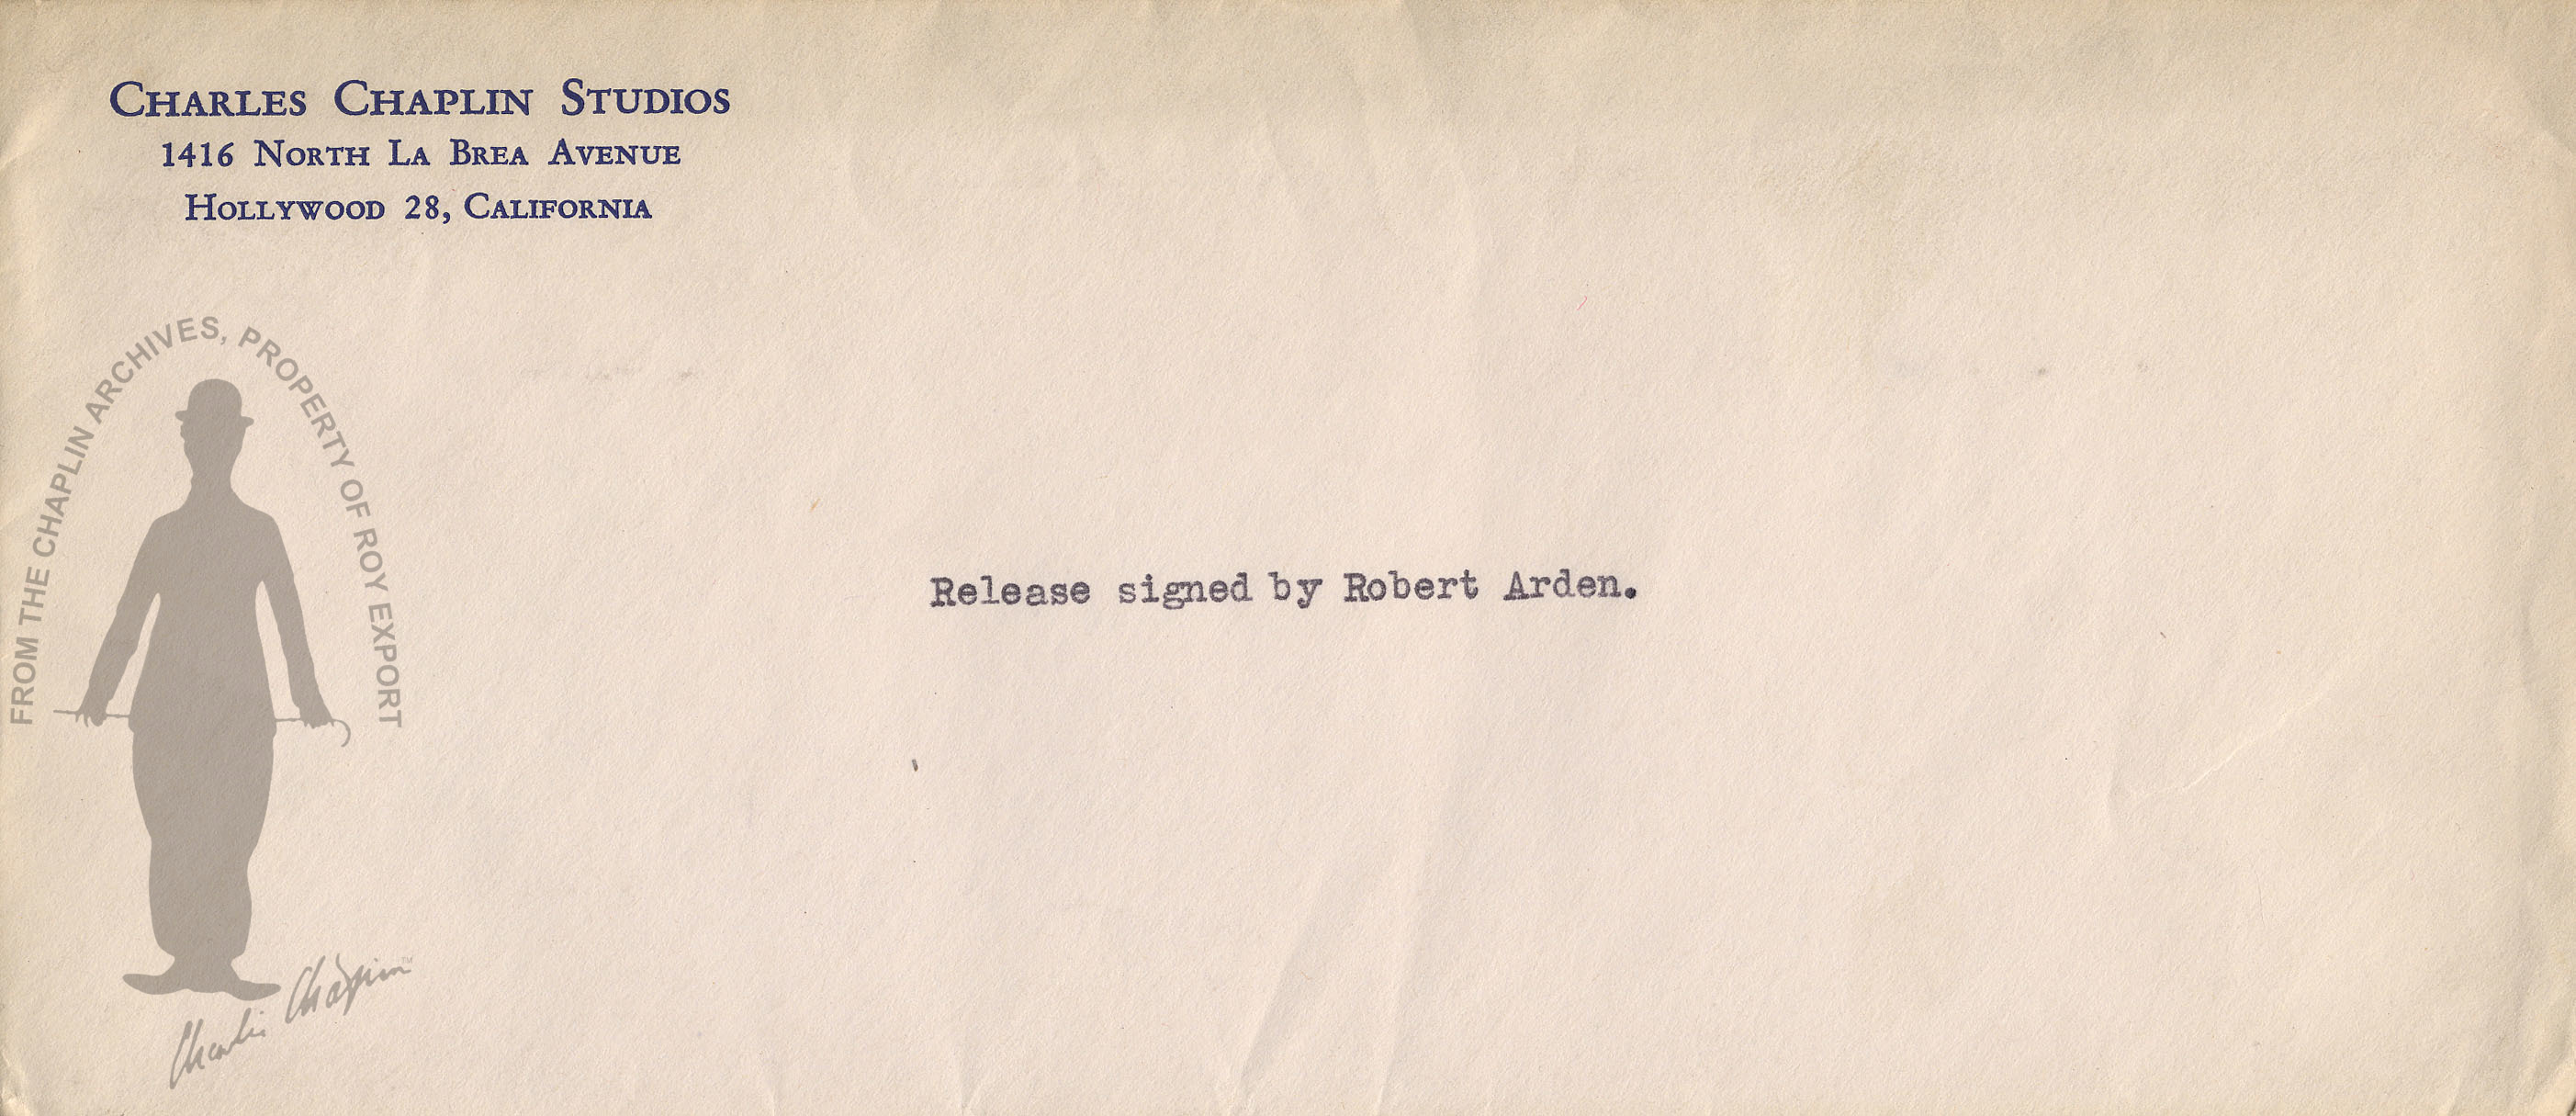 Charles Chaplin Studios
1416 North La Brea Avenue
Hollywood 28, California
FROM THE CHAPLIN ARCHIVES, PROPERTY OF ROY EXPORT
Release signed by Robert Arden.
Charlie Chaplin